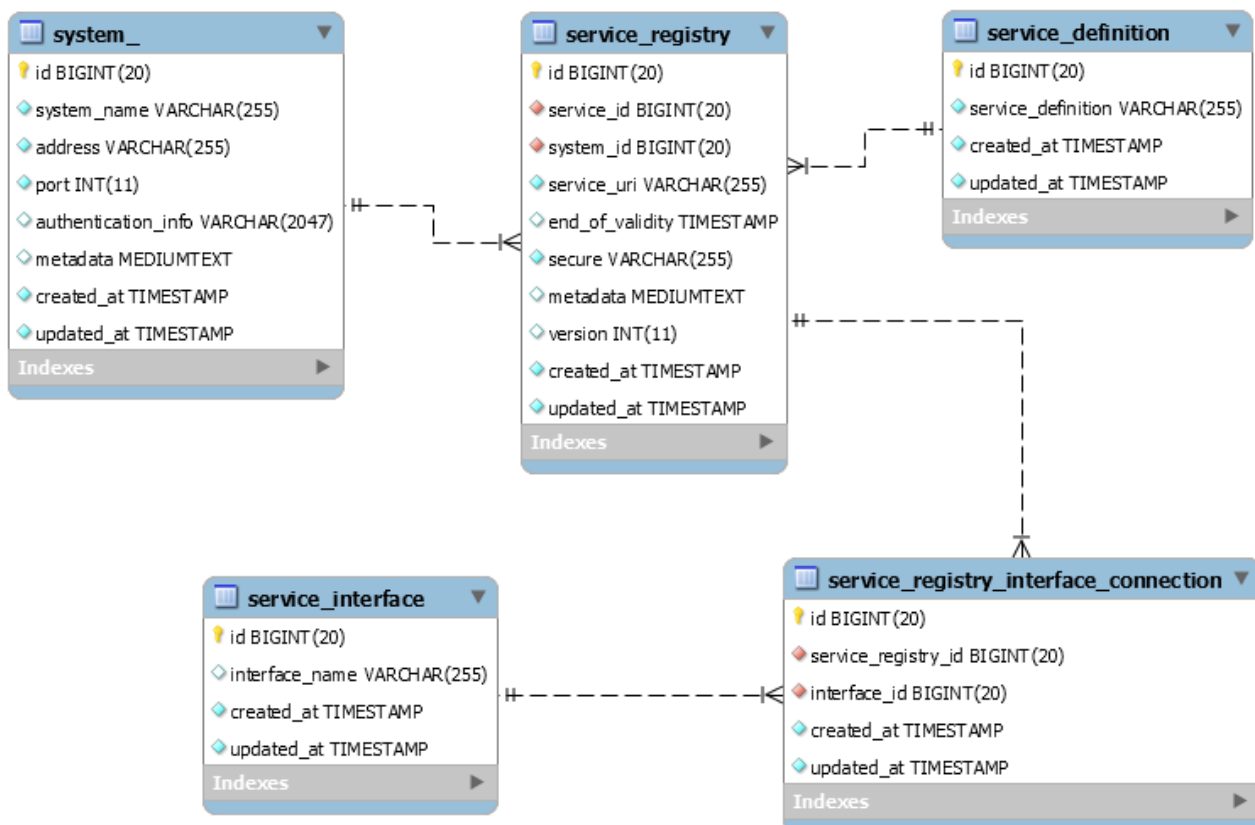 system_
id BIGINT(20)
system_name VARCHAR(255)
address VARCHAR(255)
port INT(11)
authentication_info VARCHAR(2047)
metadata MEDIUMTEXT
created_at TIMESTAMP
updated_at TIMESTAMP
Indexes
service_registry
id BIGINT(20)
service_id BIGINT(20)
system_id BIGINT(20)
service_uri VARCHAR(255)
end_of_validity TIMESTAMP
secure VARCHAR(255)
metadata MEDIUMTEXT
version INT(11)
created_at TIMESTAMP
updated_at TIMESTAMP
Indexes
service_definition
id BIGINT(20)
service_definition VARCHAR(255)
created_at TIMESTAMP
updated_at TIMESTAMP
Indexes
service_interface
id BIGINT(20)
interface_name VARCHAR(255)
created_at TIMESTAMP
updated_at TIMESTAMP
Indexes
service_registry_interface_connection
id BIGINT(20)
service_registry_id BIGINT(20)
interface_id BIGINT(20)
created_at TIMESTAMP
updated_at TIMESTAMP
Indexes